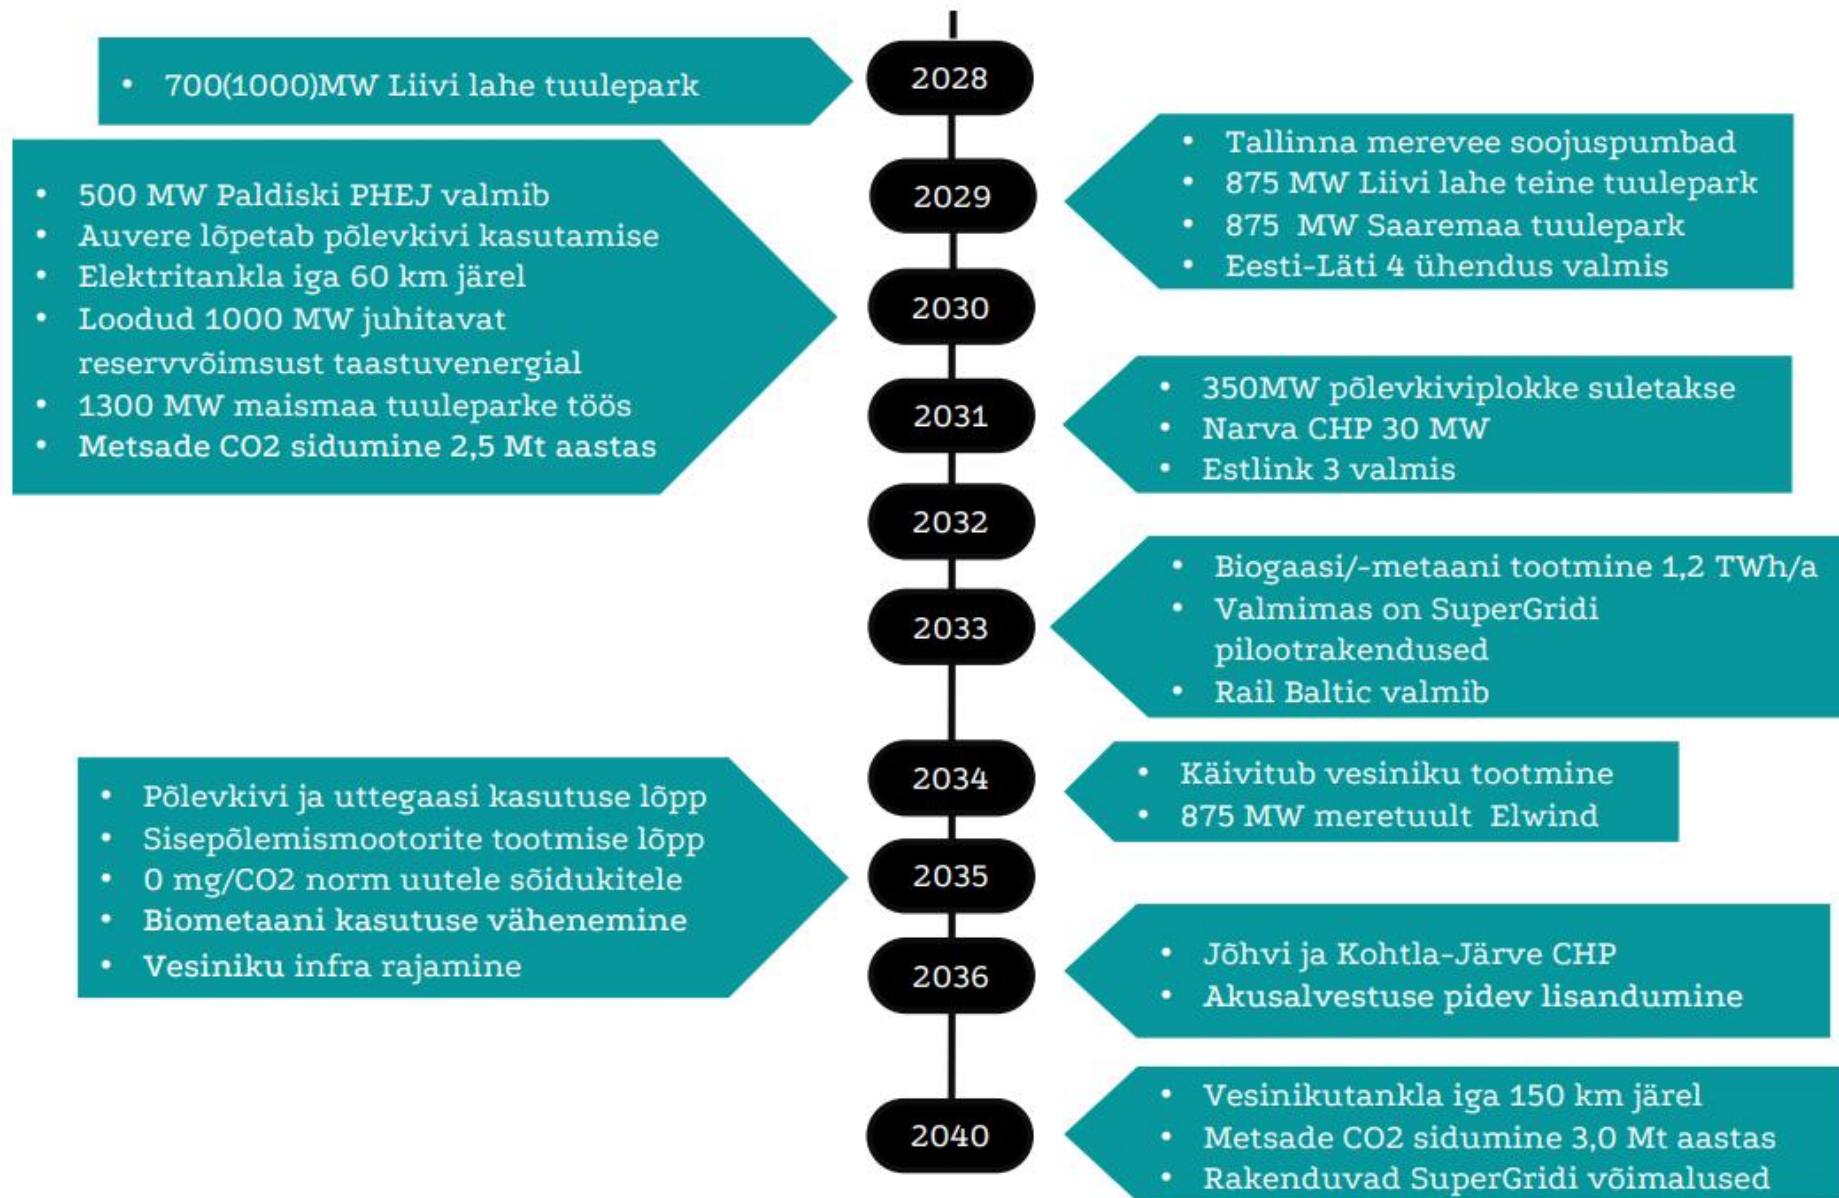 2028
• 700(1000)MW Liivi lahe tuulepark
2029
• Tallinna merevee soojuspumbad
• 875 MW Liivi lahe teine tuulepark
• 875 MW Saaremaa tuulepark
• Eesti-Läti 4 ühendus valmis
2030
• 500 MW Paldiski PHEJ valmib
• Auvere lõpetab põlevkivi kasutamise
• Elektritankla iga 60 km järel
• Loodud 1000 MW juhitavat
reservvõimsust taastuvenergial
• 1300 MW maismaa tuuleparke töös
• Metsade CO2 sidumine 2,5 Mt aastas
2031
• 350MW põlevkiviplokke suletakse
• Narva CHP 30 MW
• Estlink 3 valmis
2032
2033
• Biogaasi/-metaani tootmine 1,2 TWh/a
• Valmimas on SuperGridi
pilootrakendused
• Rail Baltic valmib
2034
• Käivitub vesiniku tootmine
• 875 MW meretuult Elwind
2035
• Põlevkivi ja uttegaasi kasutuse lõpp
• Sisepõlemismootorite tootmise lõpp
• 0 mg/CO2 norm uutele sõidukitele
• Biometaani kasutuse vähenemine
• Vesiniku infra rajamine
2036
• Jõhvi ja Kohtla-Järve CHP
• Akusalvestuse pidev lisandumine
2040
• Vesinikutankla iga 150 km järel
• Metsade CO2 sidumine 3,0 Mt aastas
• Rakenduvad SuperGridi võimalused